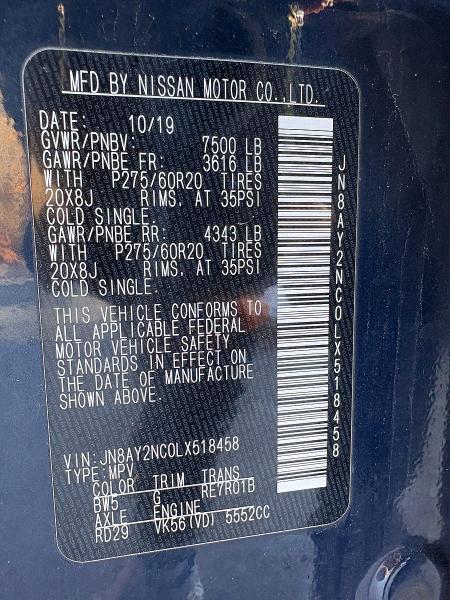 MFD BY NISSAN MOTOR CO.,LTD.
DATE: 10/19
GVWR/PNBV: 7500 LB
GAWR/PNBE FR: 3616 LB
WITH P275/60R20 TIRES
20X8J RIMS. AT 35PSI
COLD SINGLE.
GAWR/PNBE RR: 4343 LB
WITH P275/60R20 TIRES
20X8J RIMS. AT 35PSI
COLD SINGLE.
THIS VEHICLE CONFORMS TO
ALL APPLICABLE FEDERAL
MOTOR VEHICLE SAFETY
STANDARDS IN EFFECT ON
THE DATE OF MANUFACTURE
SHOWN ABOVE.
VIN:JN8AY2NC0LX518458
TYPE:MPV
COLOR TRIM TRANS
BW5 G RE7R01B
AXLE ENGINE
RD29 VK56(VD) 5552CC
JN8AY2NC0LX518458